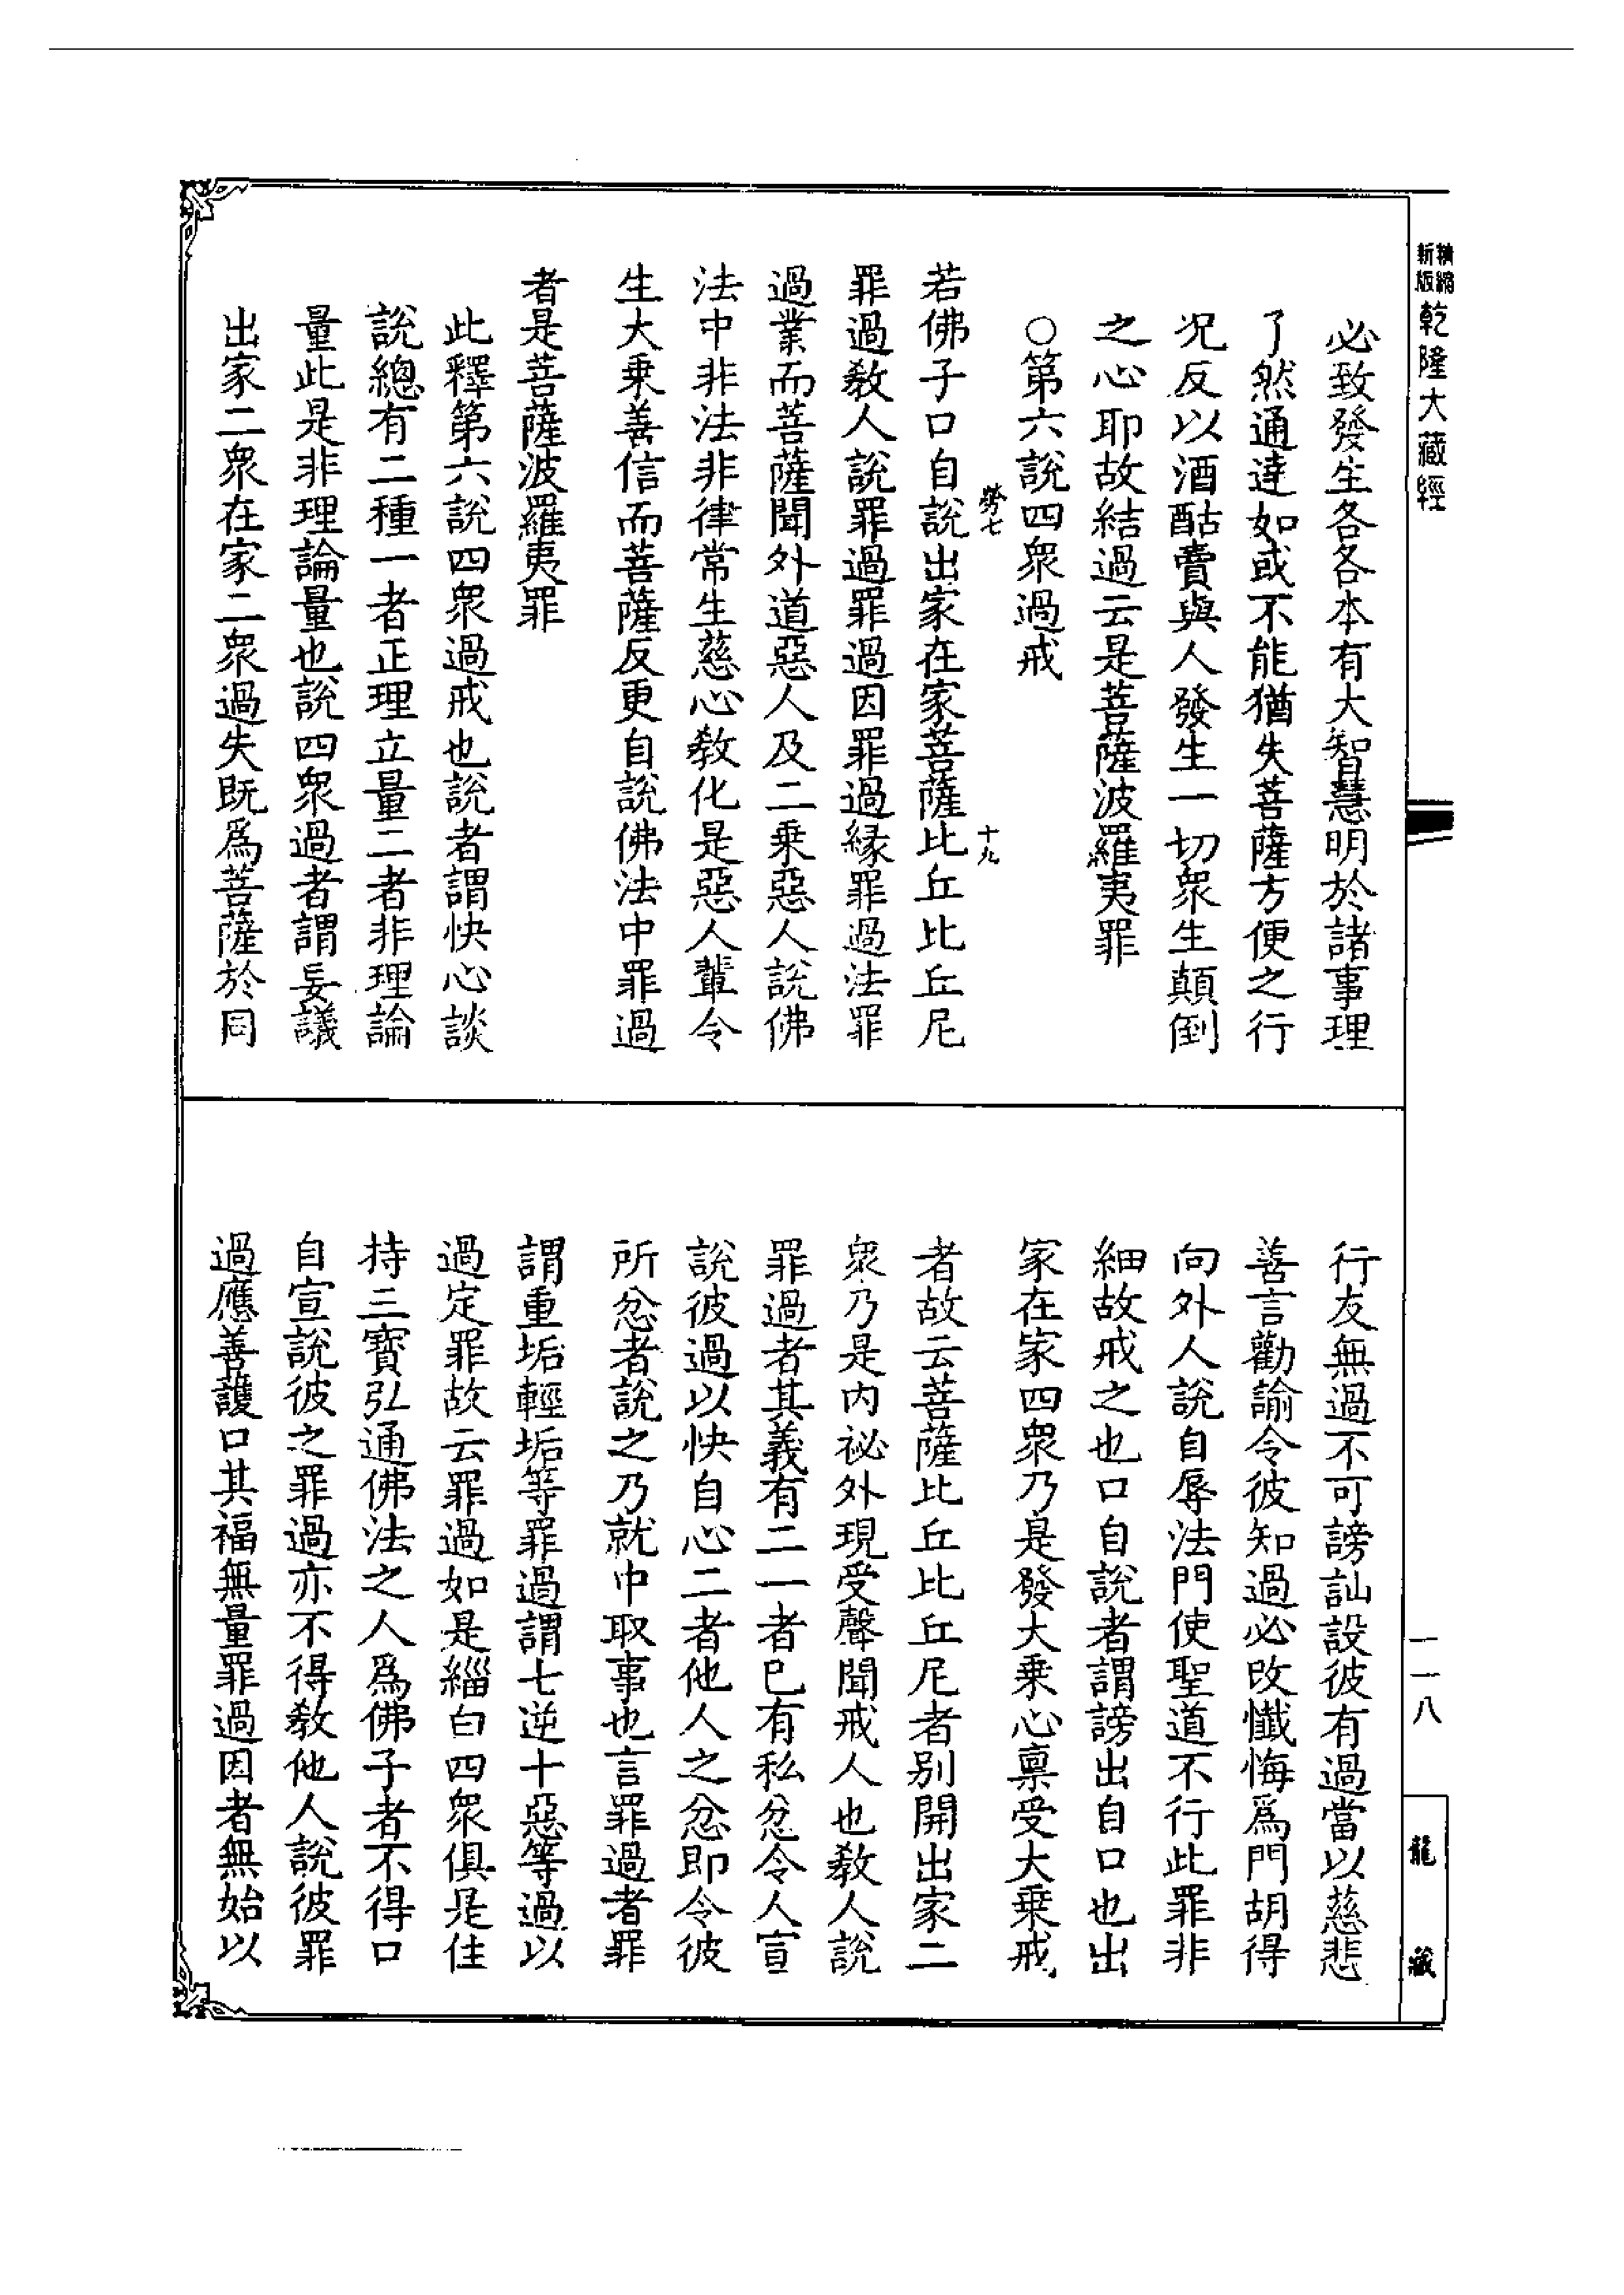 精縮新版乾隆大藏經
必致發生各各本有大智慧明於諸事理
了然通達如或不能猶失菩薩方便之行
况反以酒酤賣與人發生一切衆生顛倒
之心耶故結過云是菩薩波羅夷罪
○第六說四衆過戒
勞七 十九
若佛子口自說出家在家菩薩比丘比丘尼
罪過教人說罪過罪過因罪過緣罪過法罪
過業而菩薩聞外道惡人及二乘惡人說佛
法中非法非律常生慈心教化是惡人輩令
生大乘善信而菩薩反更自說佛法中罪過
者是菩薩波羅夷罪
此釋第六說四衆過戒也說者謂快心談
說總有二種一者正理立量二者非理論
量此是非理論量也說四衆過者謂妄議
出家二衆在家二衆過失既爲菩薩於同
行友無過不可謗訕設彼有過當以慈悲
善言勸諭令彼知過必改懺悔爲門胡得
向外人說自辱法門使聖道不行此罪非
細故戒之也口自說者謂謗出自口也出
家在家四衆乃是發大乘心稟受大乘戒
者故云菩薩比丘比丘尼者别開出家二
衆乃是内祕外現受聲聞戒人也教人說
罪過者其義有二一者巳有私忿令人宣
說彼過以快自心二者他人之忿即令彼
所忿者說之乃就中取事也言罪過者罪
謂重垢輕垢等罪過謂七逆十惡等過以
過定罪故云罪過如是緇白四衆俱是住
持三寶弘通佛法之人爲佛子者不得口
自宣說彼之罪過亦不得教他人說彼罪
過應善護口其福無量罪過因者無始以
一一八
龍藏